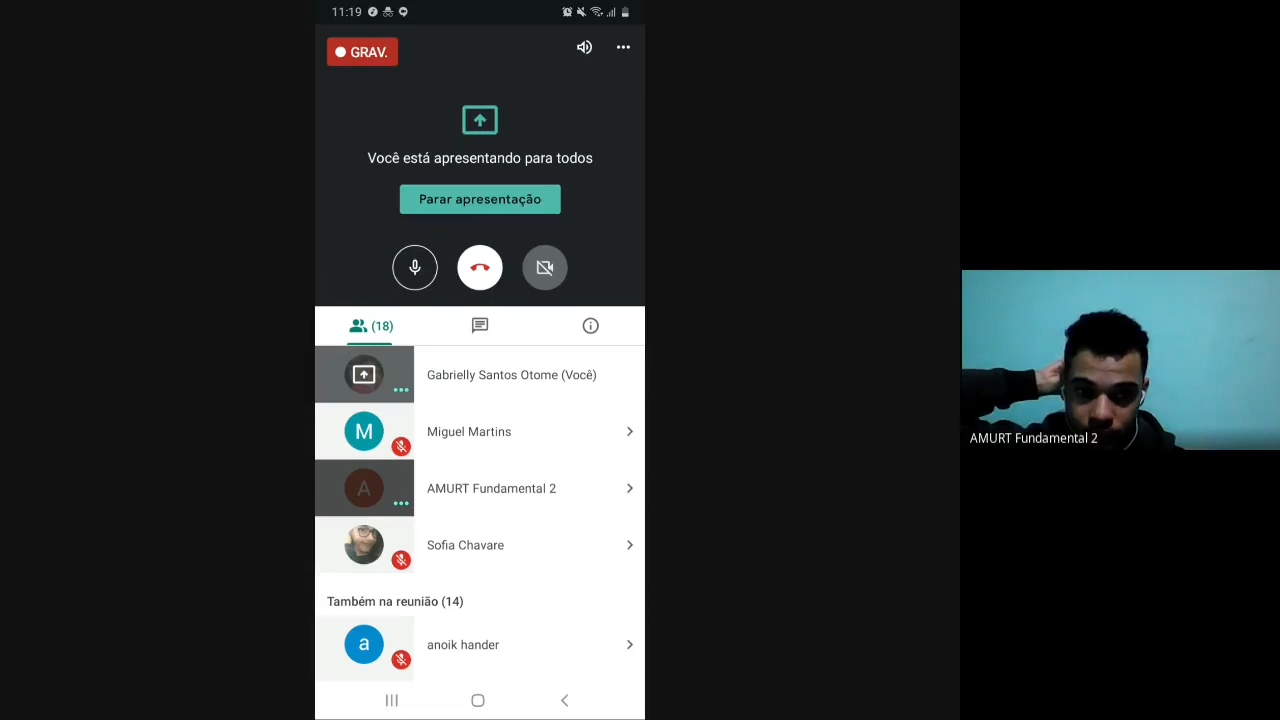 11:19
GRAV.
Você está apresentando para todos
Parar apresentação
(18)
Gabrielly Santos Otome (Você)
M
Miguel Martins
A
AMURT Fundamental 2
Sofia Chavare
Também na reunião (14)
a
anoik hander
AMURT Fundamental 2